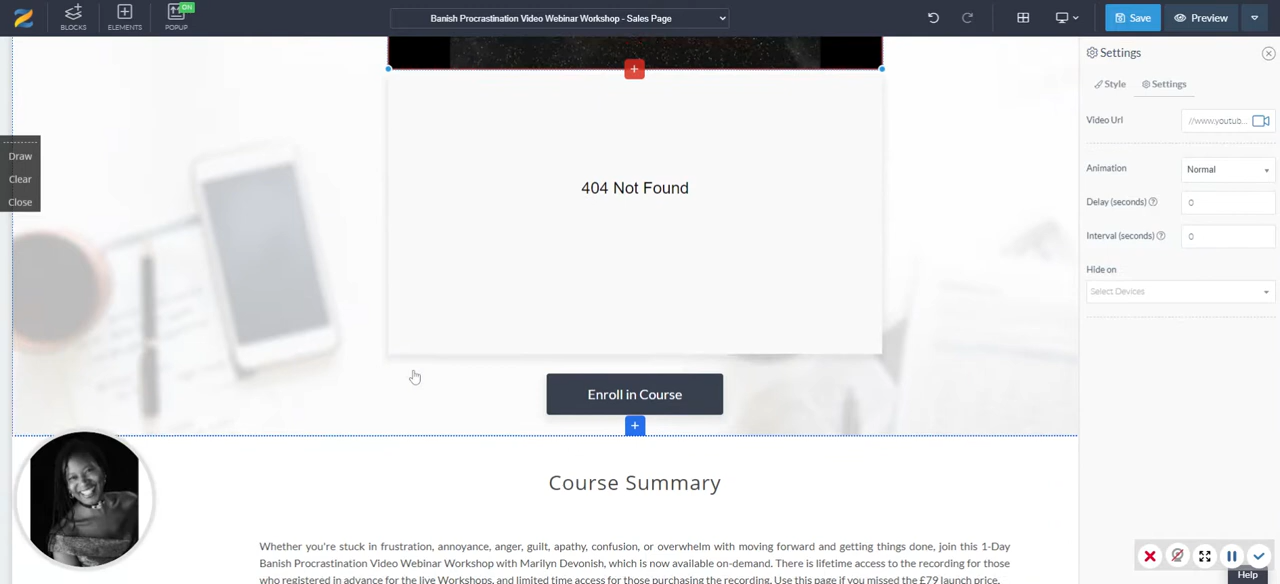 BLOCKS
ELEMENTS
ON
POPUP
Banish Procrastination Video Webinar Workshop - Sales Page
Save
Preview
Settings
Style
Settings
Draw
Clear
Close
Video Url
//www.youtub...
404 Not Found
Animation
Normal
Delay (seconds) ?
0
Interval (seconds) ?
0
Hide on
Select Devices
Enroll in Course
Course Summary
Whether you're stuck in frustration, annoyance, anger, guilt, apathy, confusion, or overwhelm with moving forward and getting things done, join this 1-Day
Banish Procrastination Video Webinar Workshop with Marilyn Devonish, which is now available on-demand. There is lifetime access to the recording for those
who registered in advance for the live Workshops, and limited time access for those purchasing the recording. Use this page if you missed the £79 launch price.
Help